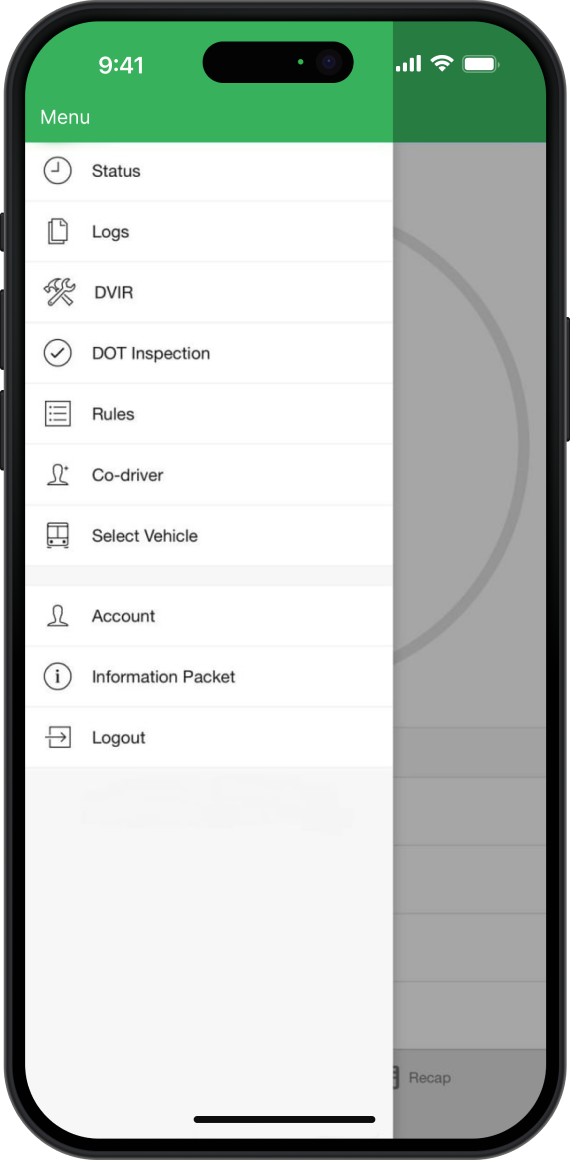 9:41
Menu
Status
Logs
DVIR
DOT Inspection
Rules
Co-driver
Select Vehicle
Account
Information Packet
Logout
Recap